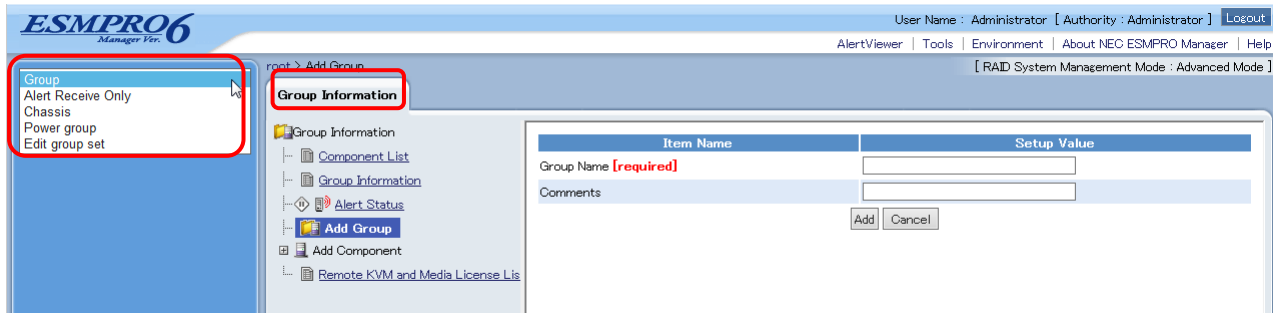 ESMPRO6
Manager Ver.
User Name : Administrator [ Authority : Administrator ] Logout
AlertViewer | Tools | Environment | About NEC ESMPRO Manager | Help
root > Add Group
[ RAID System Management Mode : Advanced Mode ]
Group
Alert Receive Only
Chassis
Power group
Edit group set
Group Information
Group Information
Component List
Group Information
Alert Status
Add Group
Add Component
Remote KVM and Media License Lis
Item Name Setup Value
Group Name [required]
Comments
Add Cancel